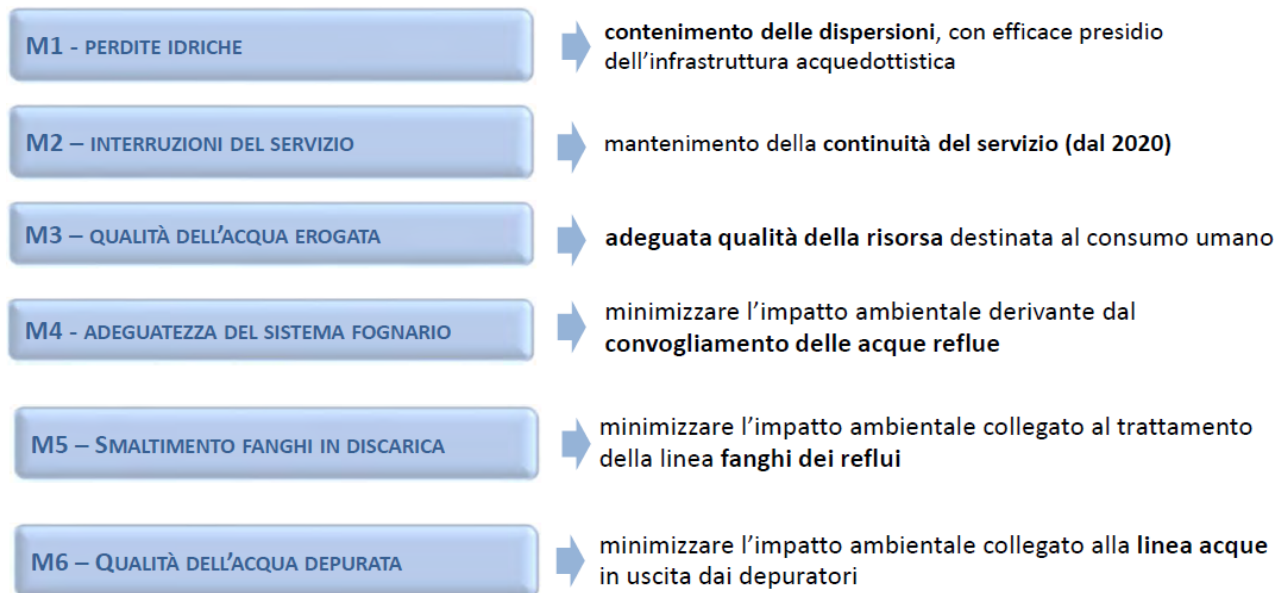 M1 - PERDITE IDRICHE
contenimento delle dispersioni, con efficace presidio
dell'infrastruttura acquedottistica
M2 – INTERRUZIONI DEL SERVIZIO
mantenimento della continuità del servizio (dal 2020)
M3 – QUALITÀ DELL'ACQUA EROGATA
adeguata qualità della risorsa destinata al consumo umano
M4 - ADEGUATEZZA DEL SISTEMA FOGNARIO
minimizzare l'impatto ambientale derivante dal
convogliamento delle acque reflue
M5 – SMALTIMENTO FANGHI IN DISCARICA
minimizzare l'impatto ambientale collegato al trattamento
della linea fanghi dei reflui
M6 – QUALITÀ DELL'ACQUA DEPURATA
minimizzare l'impatto ambientale collegato alla linea acque
in uscita dai depuratori